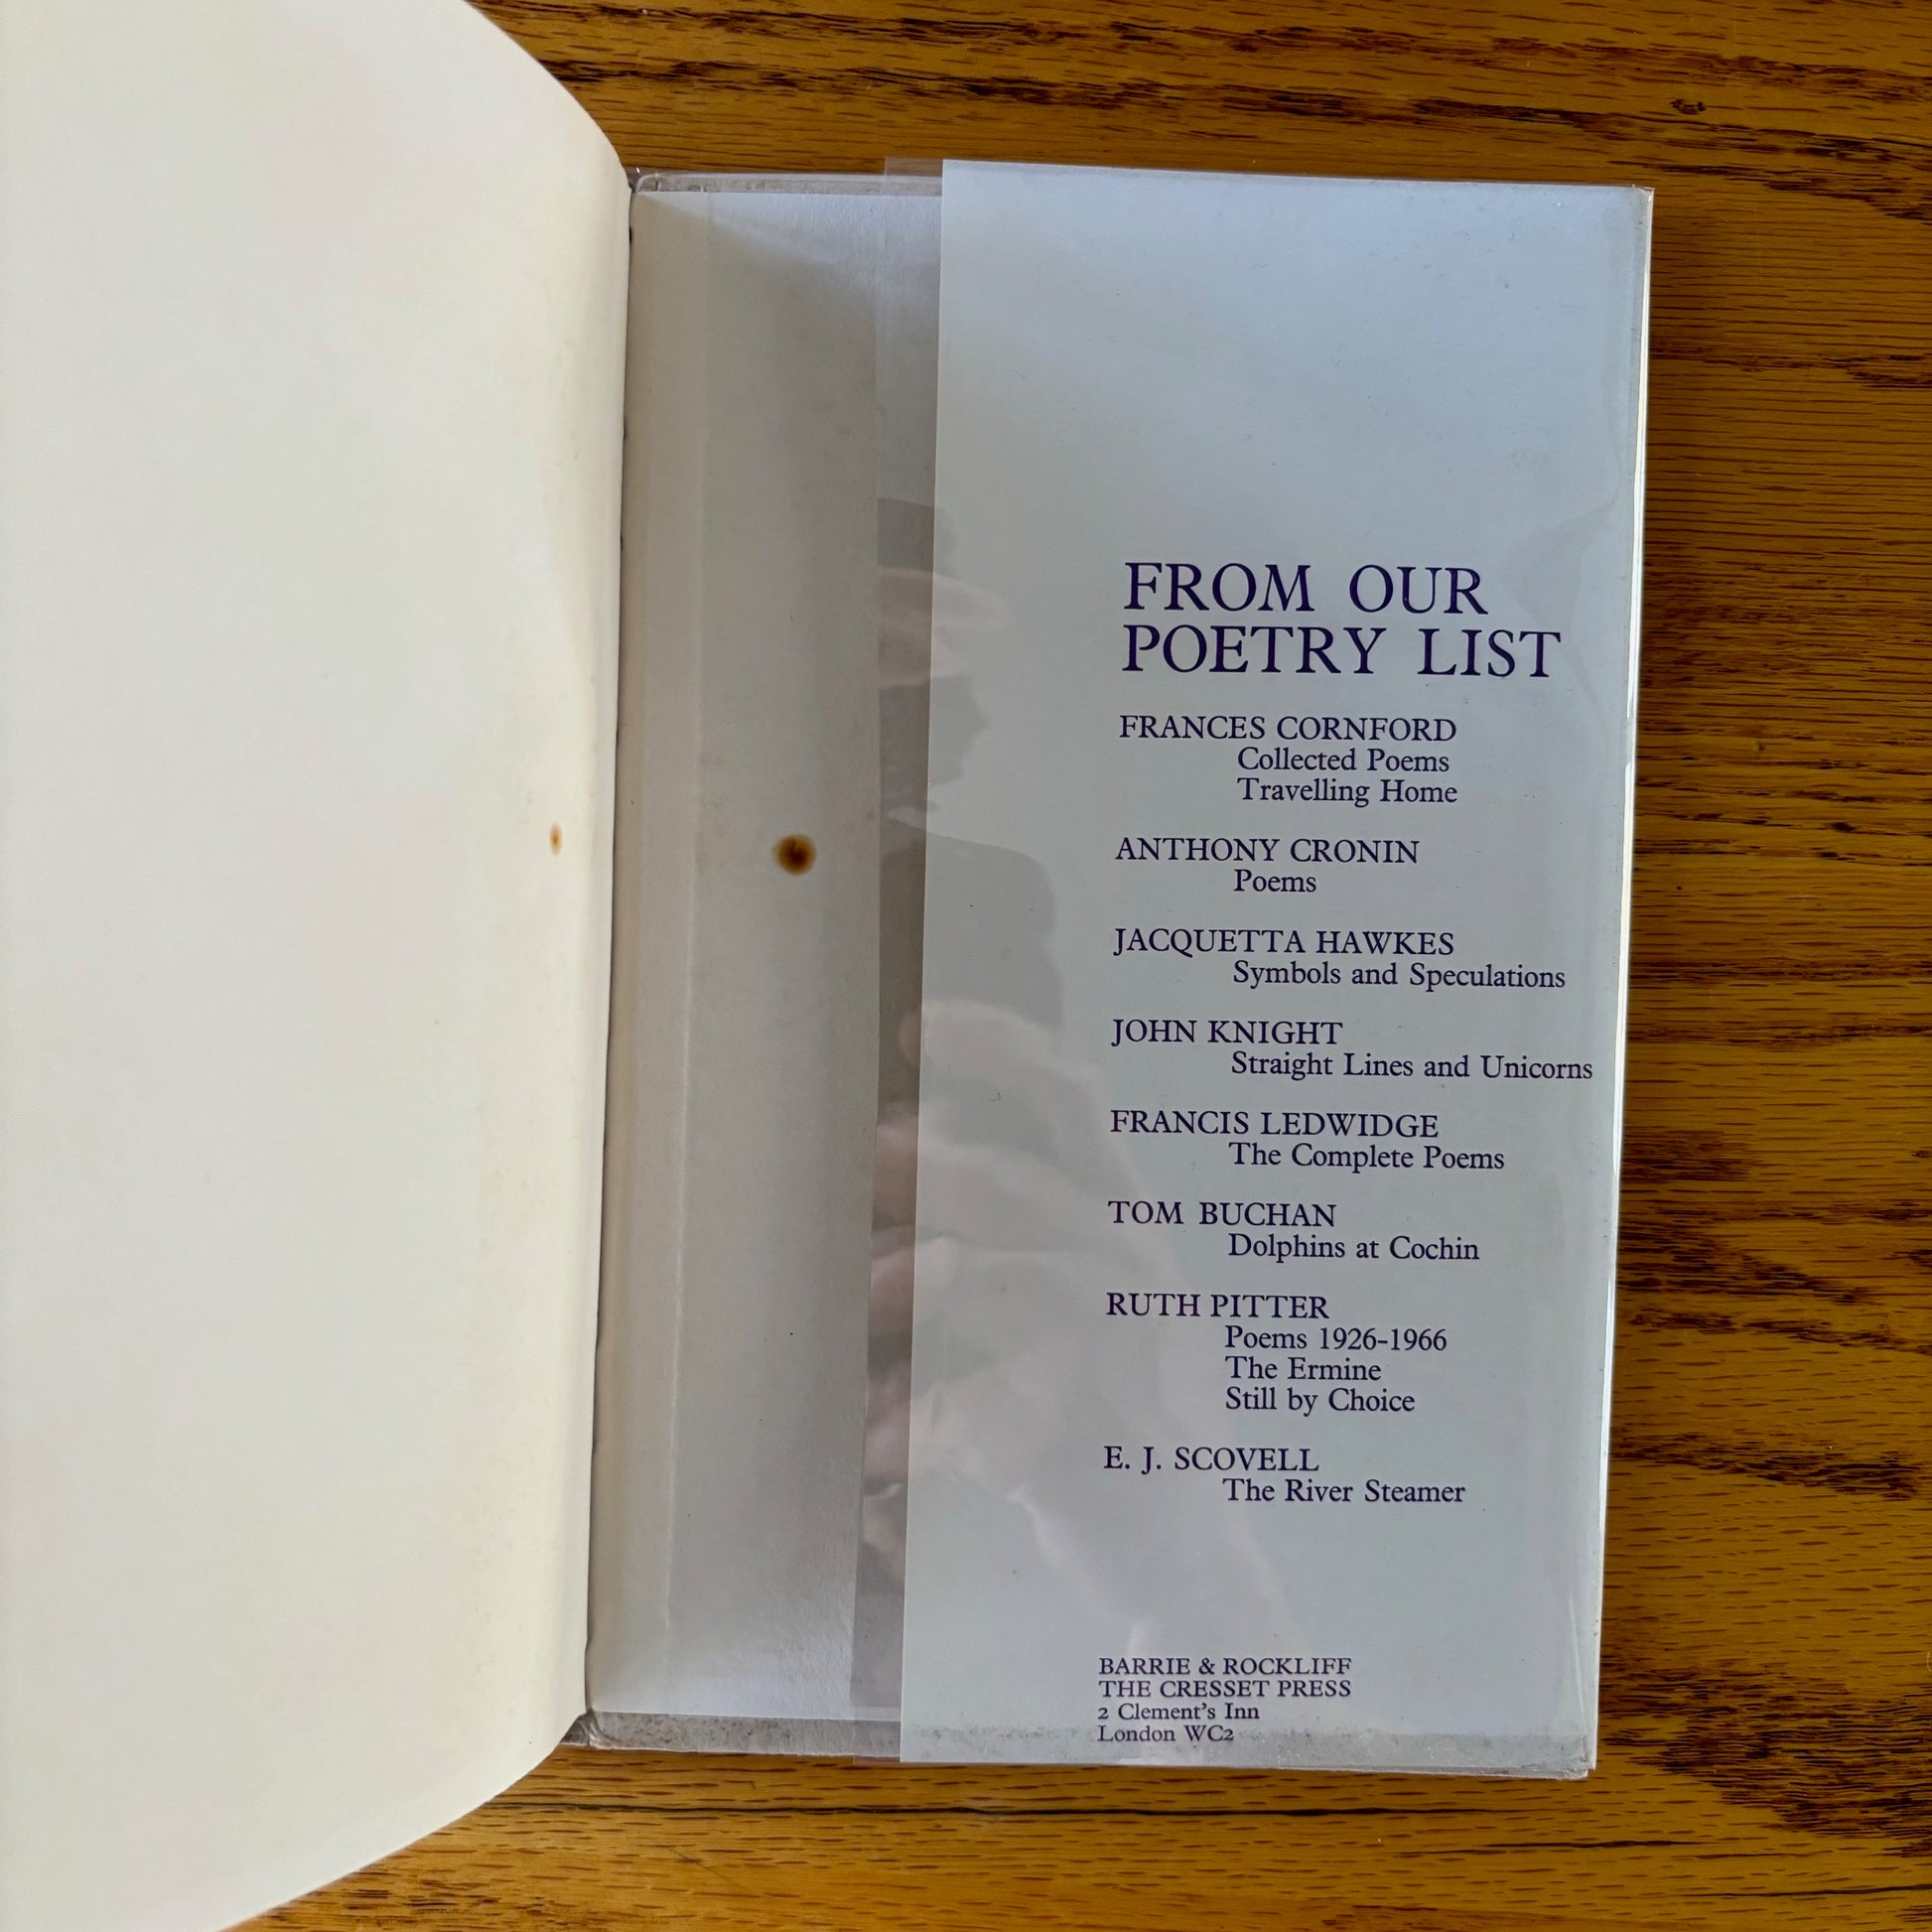 FROM OUR
POETRY LIST
FRANCES CORNFORD
Collected Poems
Travelling Home
ANTHONY CRONIN
Poems
JACQUETTA HAWKES
Symbols and Speculations
JOHN KNIGHT
Straight Lines and Unicorns
FRANCIS LEDWIDGE
The Complete Poems
TOM BUCHAN
Dolphins at Cochin
RUTH PITTER
Poems 1926-1966
The Ermine
Still by Choice
E. J. SCOVELL
The River Steamer
BARRIE & ROCKLIFF
THE CRESSET PRESS
2 Clement's Inn
London WC2